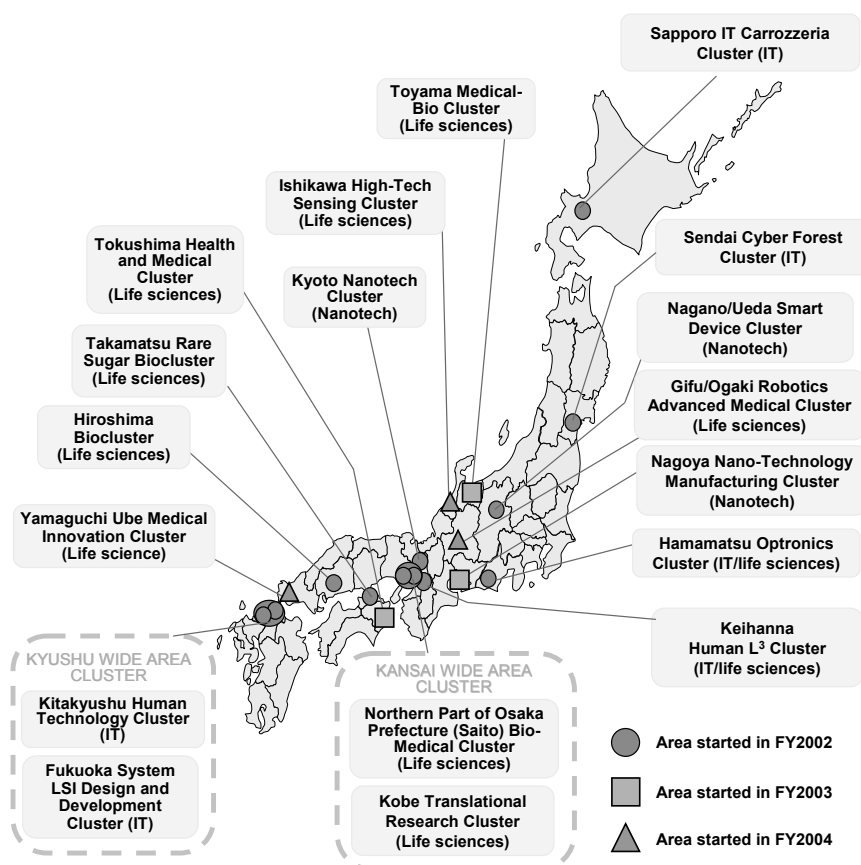 Sapporo IT Carrozzeria
Cluster (IT)
Toyama Medical-
Bio Cluster
(Life sciences)
Ishikawa High-Tech
Sensing Cluster
(Life sciences)
Tokushima Health
and Medical
Cluster
(Life sciences)
Kyoto Nanotech
Cluster
(Nanotech)
Sendai Cyber Forest
Cluster (IT)
Nagano/Ueda Smart
Device Cluster
(Nanotech)
Takamatsu Rare
Sugar Biocluster
(Life sciences)
Gifu/Ogaki Robotics
Advanced Medical Cluster
(Life sciences)
Hiroshima
Biocluster
(Life sciences)
Nagoya Nano-Technology
Manufacturing Cluster
(Nanotech)
Yamaguchi Ube Medical
Innovation Cluster
(Life science)
Hamamatsu Optronics
Cluster (IT/life sciences)
Keihanna
Human L³ Cluster
(IT/life sciences)
KYUSHU WIDE AREA
CLUSTER
Kitakyushu Human
Technology Cluster
(IT)
Fukuoka System
LSI Design and
Development
Cluster (IT)
KANSAI WIDE AREA
CLUSTER
Northern Part of Osaka
Prefecture (Saito) Bio-
Medical Cluster
(Life sciences)
Kobe Translational
Research Cluster
(Life sciences)
Area started in FY2002
Area started in FY2003
Area started in FY2004